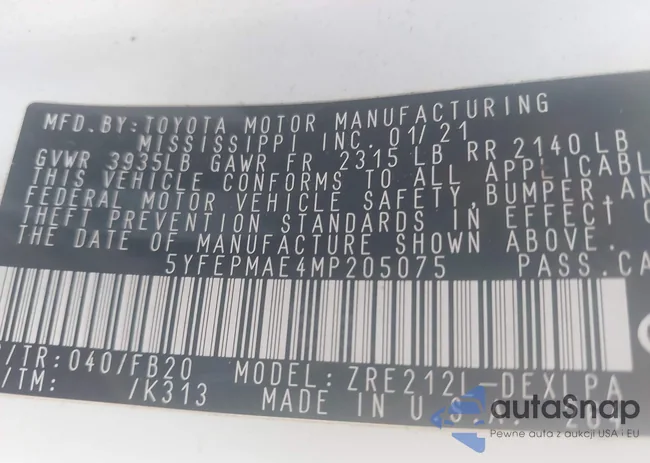 MFD.BY:TOYOTA MOTOR MANUFACTURING
MISSISSIPPI INC. 01/21
GVWR 3935LB GAWR FR 2315 LB RR 2140 LB
THIS VEHICLE CONFORMS TO ALL APPLICABL
FEDERAL MOTOR VEHICLE SAFETY,BUMPER,AN
THEFT PREVENTION STANDARDS IN EFFECT O
THE DATE OF MANUFACTURE SHOWN ABOVE.
5YFEPMAE4MP205075 PASS.CA
/TR:040/FB20 MODEL: ZRE212L-DEXLPA
/TM: /K313 MADE IN U.S.A.
autaSnap
Pewne auta z aukcji USA i EU